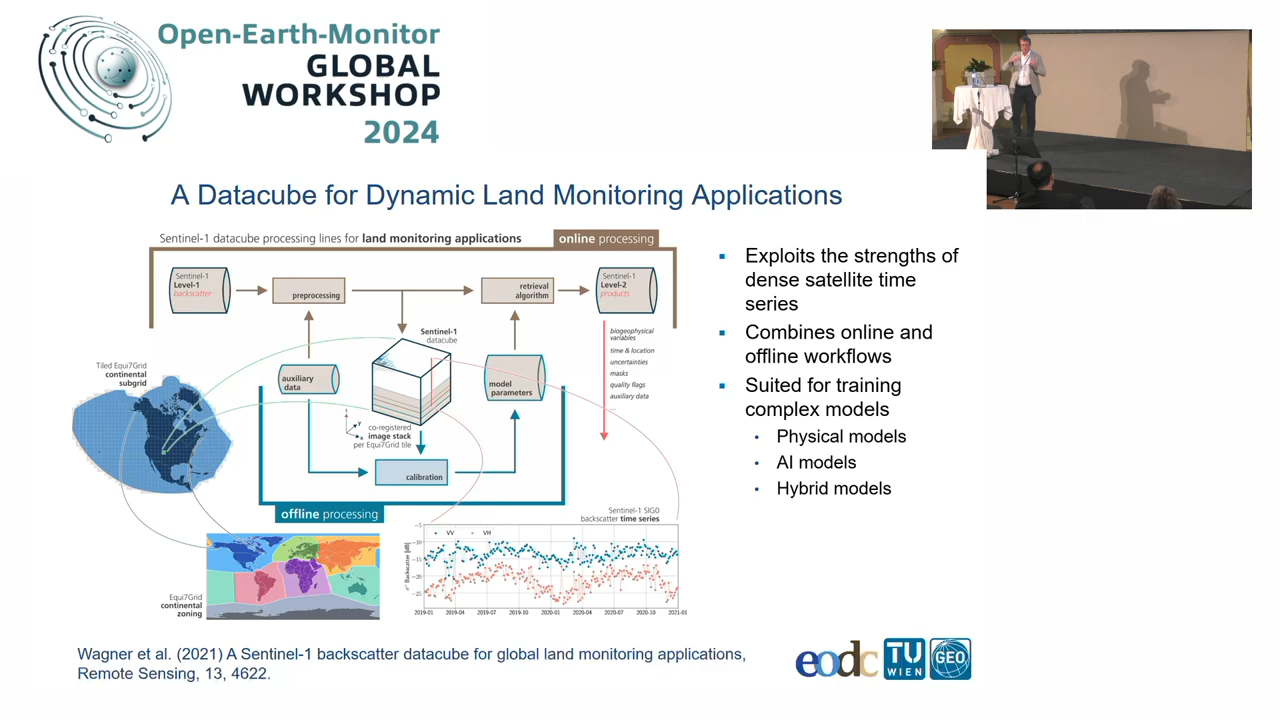 Open-Earth-Monitor
GLOBAL
WORKSHOP
2024
A Datacube for Dynamic Land Monitoring Applications
Sentinel-1 datacube processing lines for land monitoring applications
online processing
Sentinel-1
Level-1
backscatter
preprocessing
retrieval
algorithm
Sentinel-1
Level-2
products
Sentinel-1
datacube
biogeophysical
variables
time & location
uncertainties
masks
quality flags
auxiliary data
...
Tiled Equi7Grid
continental
subgrid
auxiliary
data
model
parameters
t
y
x
co-registered
image stack
per Equi7Grid tile
calibration
offline processing
Sentinel-1 SIG0
backscatter time series
VV
VH
σ° Backscatter [dB]
−5
−10
−15
−20
−25
2019-01
2019-04
2019-07
2019-10
2020-01
2020-04
2020-07
2020-10
2021-01
Equi7Grid
continental
zoning
Exploits the strengths of
dense satellite time
series
Combines online and
offline workflows
Suited for training
complex models
Physical models
AI models
Hybrid models
Wagner et al. (2021) A Sentinel-1 backscatter datacube for global land monitoring applications,
Remote Sensing, 13, 4622.
eodc
TU
WIEN
GEO